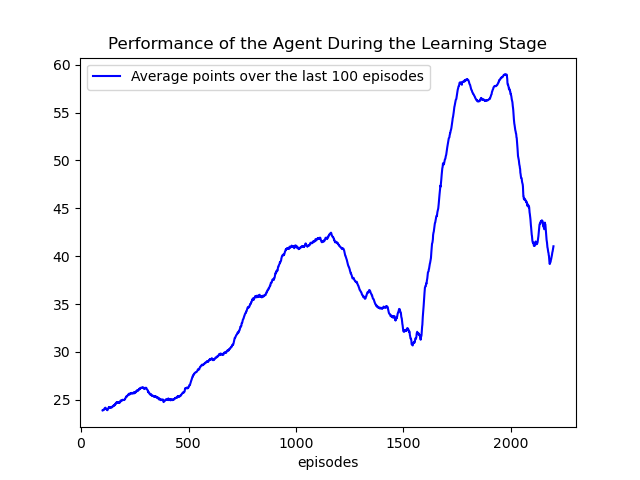 Performance of the Agent During the Learning Stage
Average points over the last 100 episodes
60
55
50
45
40
35
30
25
0 500 1000 1500 2000
episodes